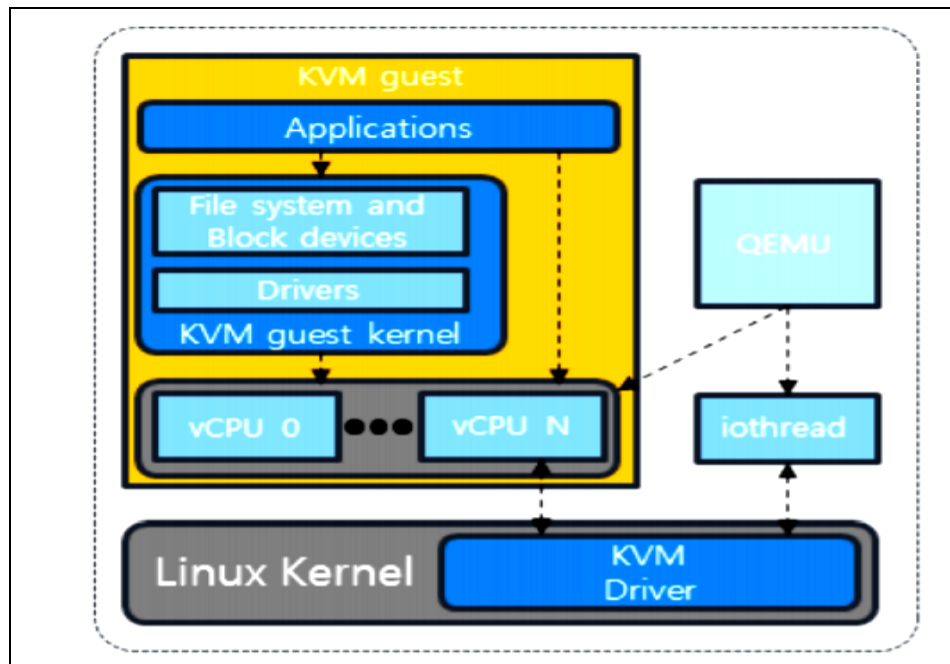 KVM guest
Applications
File system and
Block devices
Drivers
KVM guest kernel
vCPU 0
vCPU N
QEMU
iothread
Linux Kernel
KVM
Driver